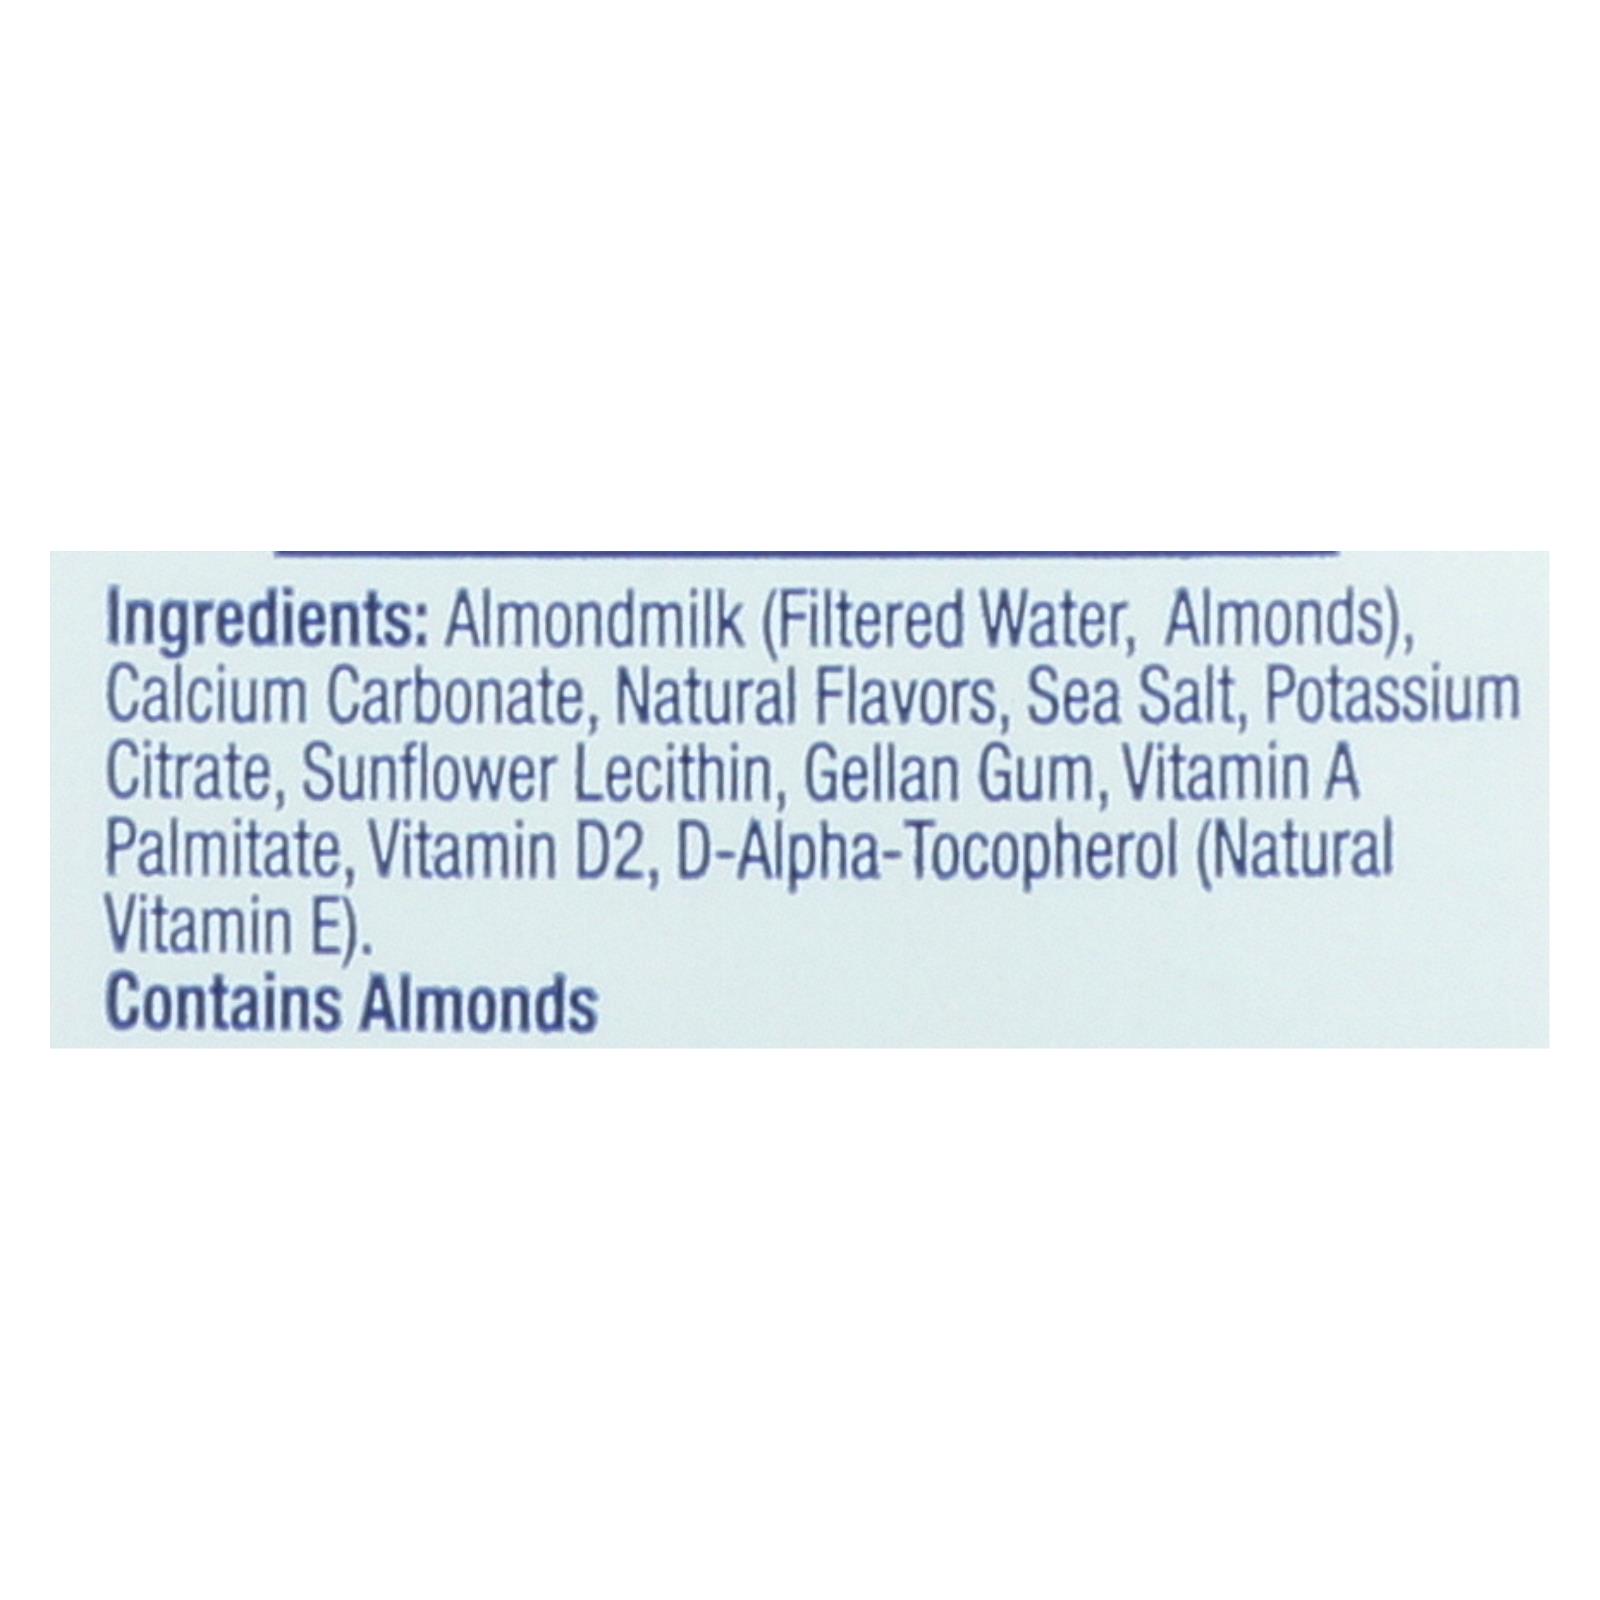 Ingredients: Almondmilk (Filtered Water, Almonds),
Calcium Carbonate, Natural Flavors, Sea Salt, Potassium
Citrate, Sunflower Lecithin, Gellan Gum, Vitamin A
Palmitate, Vitamin D2, D-Alpha-Tocopherol (Natural
Vitamin E).
Contains Almonds